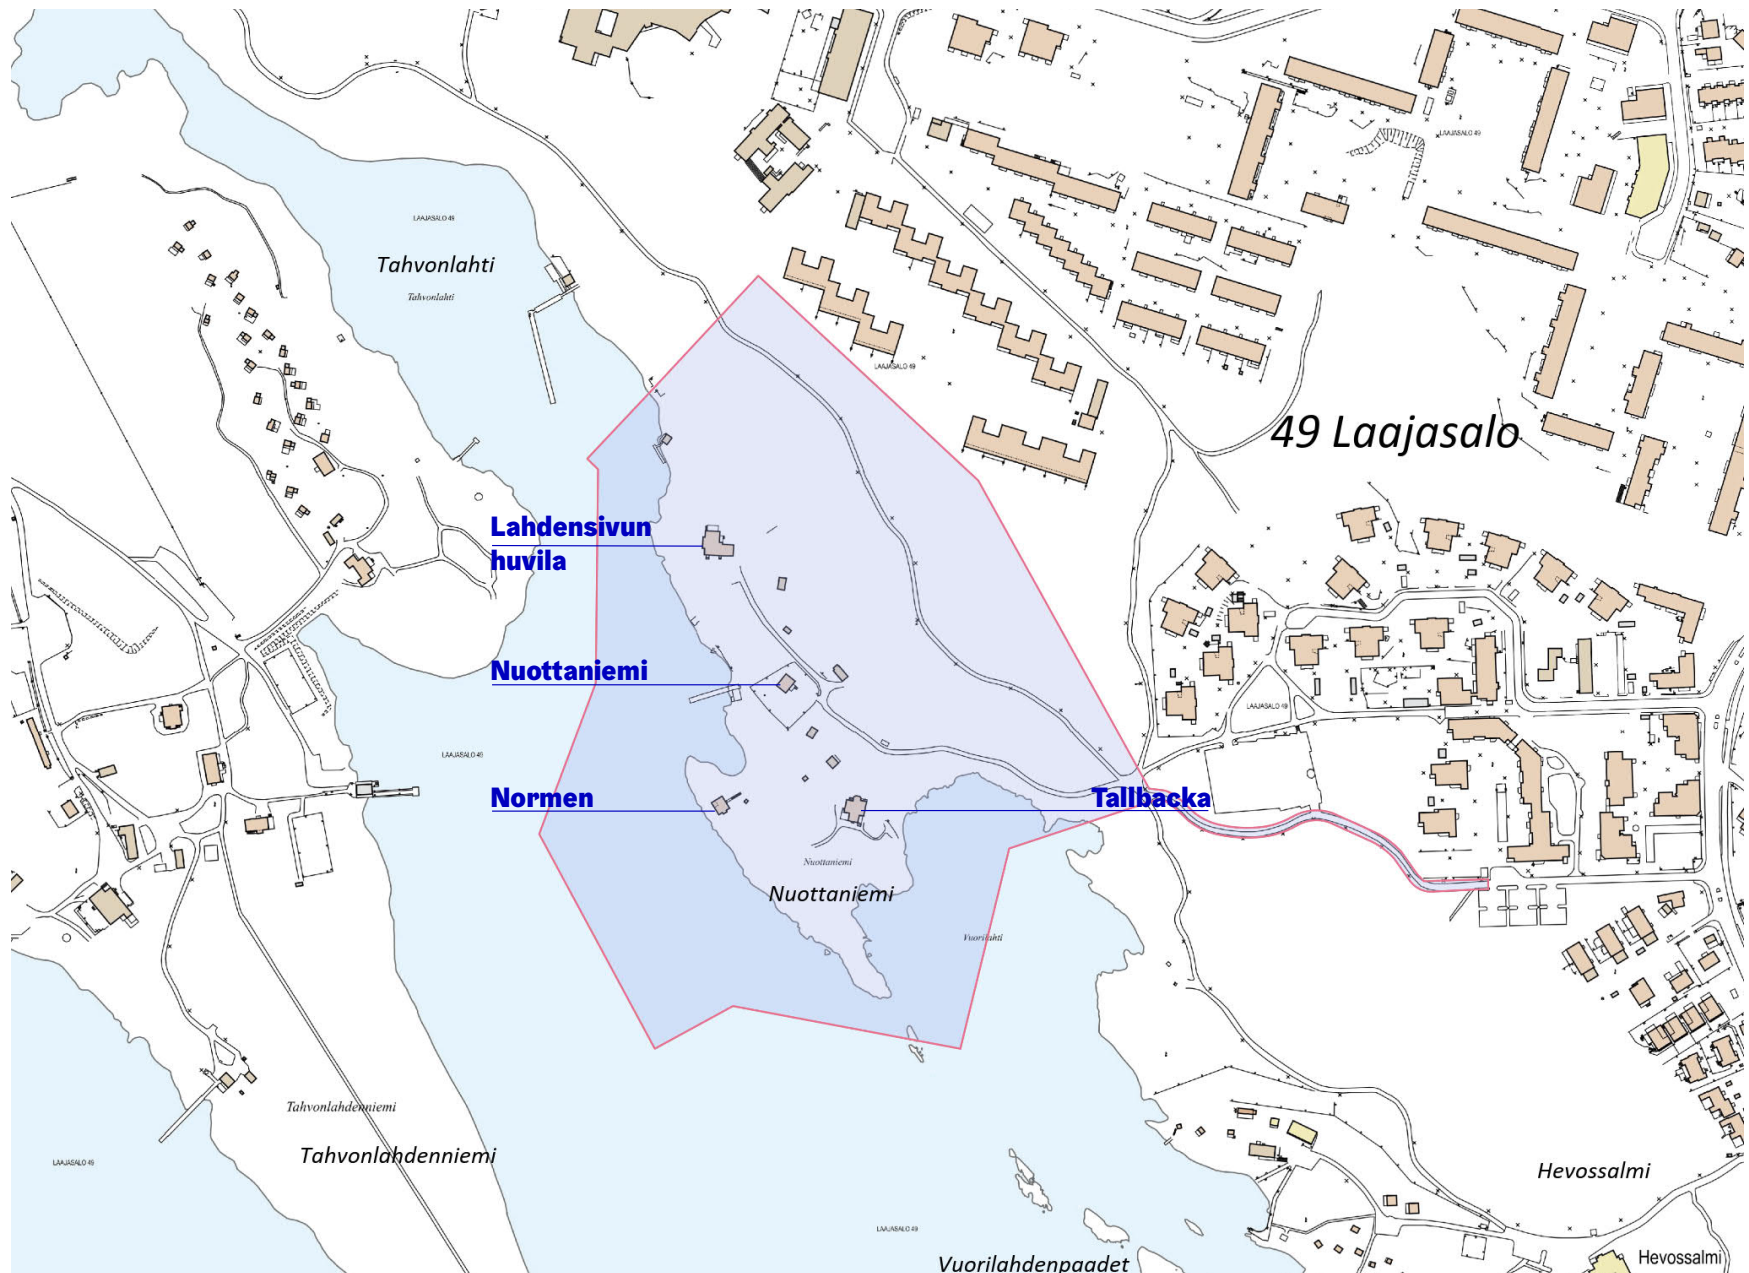 LAAJASALO 49
LAAJASALO 49
Tahvonlahti
Tahvonlahti
LAAJASALO 49
49 Laajasalo
Lahdensivun
huvila
Nuottaniemi
LAAJASALO 49
LAAJASALO 49
Normen
Tallbacka
Nuottaniemi
Nuottaniemi
Vuorilahti
Tahvonlahdenniemi
Tahvonlahdenniemi
LAAJASALO 49
Hevossalmi
LAAJASALO 49
Vuorilahdenpaadet
Hevossalmi